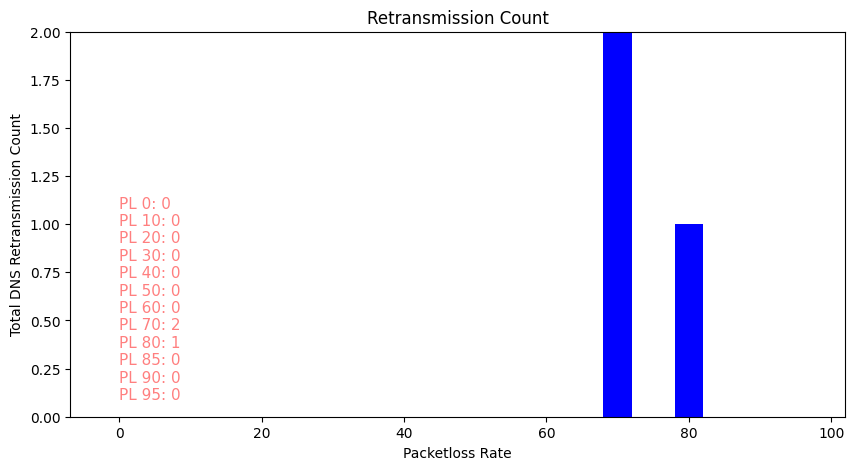 Retransmission Count
2.00
1.75
1.50
1.25
1.00
0.75
0.50
0.25
0.00
Total DNS Retransmission Count
PL 0: 0
PL 10: 0
PL 20: 0
PL 30: 0
PL 40: 0
PL 50: 0
PL 60: 0
PL 70: 2
PL 80: 1
PL 85: 0
PL 90: 0
PL 95: 0
0 20 40 60 80 100
Packetloss Rate